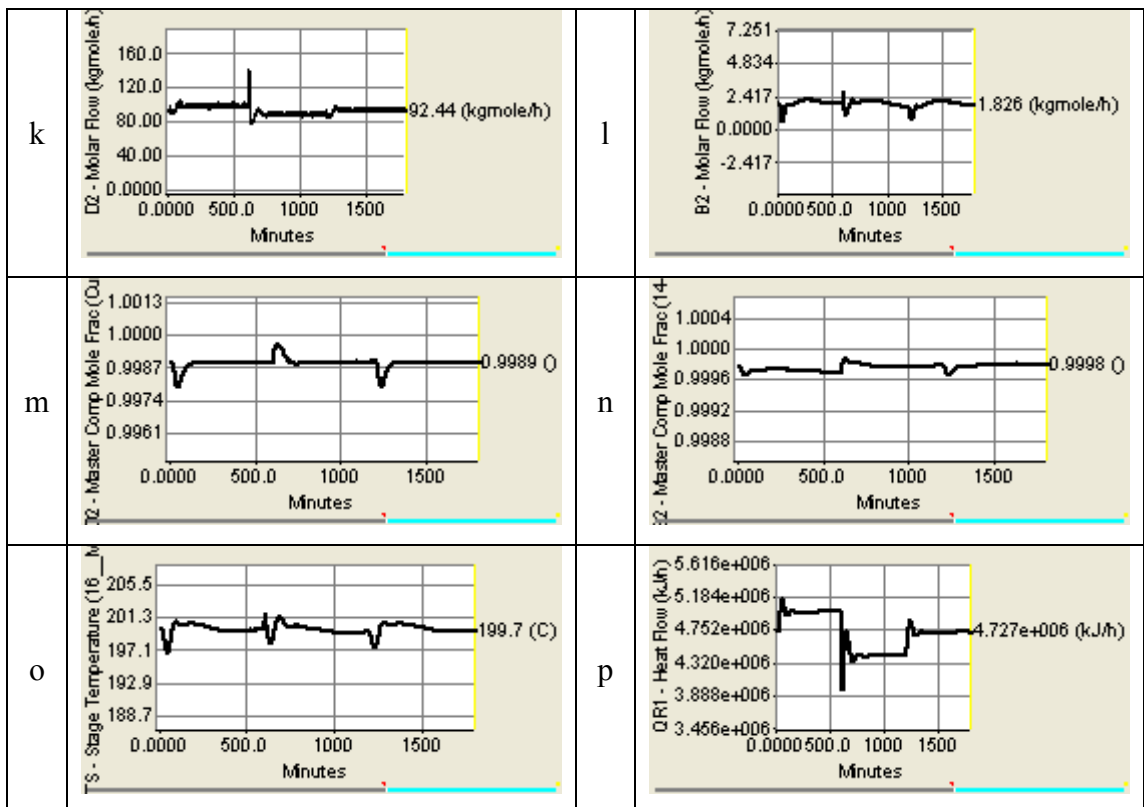 k
D2 - Molar Flow (kgmole/h)
160.0
120.0
80.00
40.00
0.0000
0.0000 500.0 1000 1500
Minutes
92.44 (kgmole/h)
l
B2 - Molar Flow (kgmole/h)
7.251
4.834
2.417
0.0000
-2.417
0.0000 500.0 1000 1500
Minutes
1.826 (kgmole/h)
m
D2 - Master Comp Mole Frac (Cu
1.0013
1.0000
0.9987
0.9974
0.9961
0.0000 500.0 1000 1500
Minutes
0.9989 ()
n
- Master Comp Mole Frac (14-
1.0004
1.0000
0.9996
0.9992
0.9988
0.0000 500.0 1000 1500
Minutes
0.9998 ()
o
TS - Stage Temperature (16__M
205.5
201.3
197.1
192.9
188.7
0.0000 500.0 1000 1500
Minutes
199.7 (C)
p
QR1 - Heat Flow (kJ/h)
5.616e+006
5.184e+006
4.752e+006
4.320e+006
3.888e+006
3.456e+006
0.0000 500.0 1000 1500
Minutes
4.727e+006 (kJ/h)